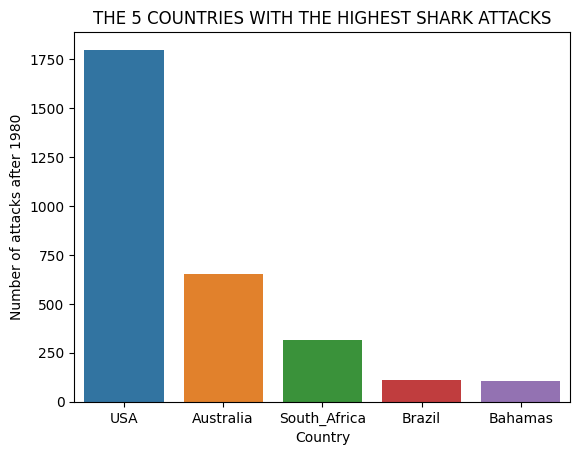 THE 5 COUNTRIES WITH THE HIGHEST SHARK ATTACKS
Number of attacks after 1980
1750
1500
1250
1000
750
500
250
0
USA Australia South_Africa Brazil Bahamas
Country